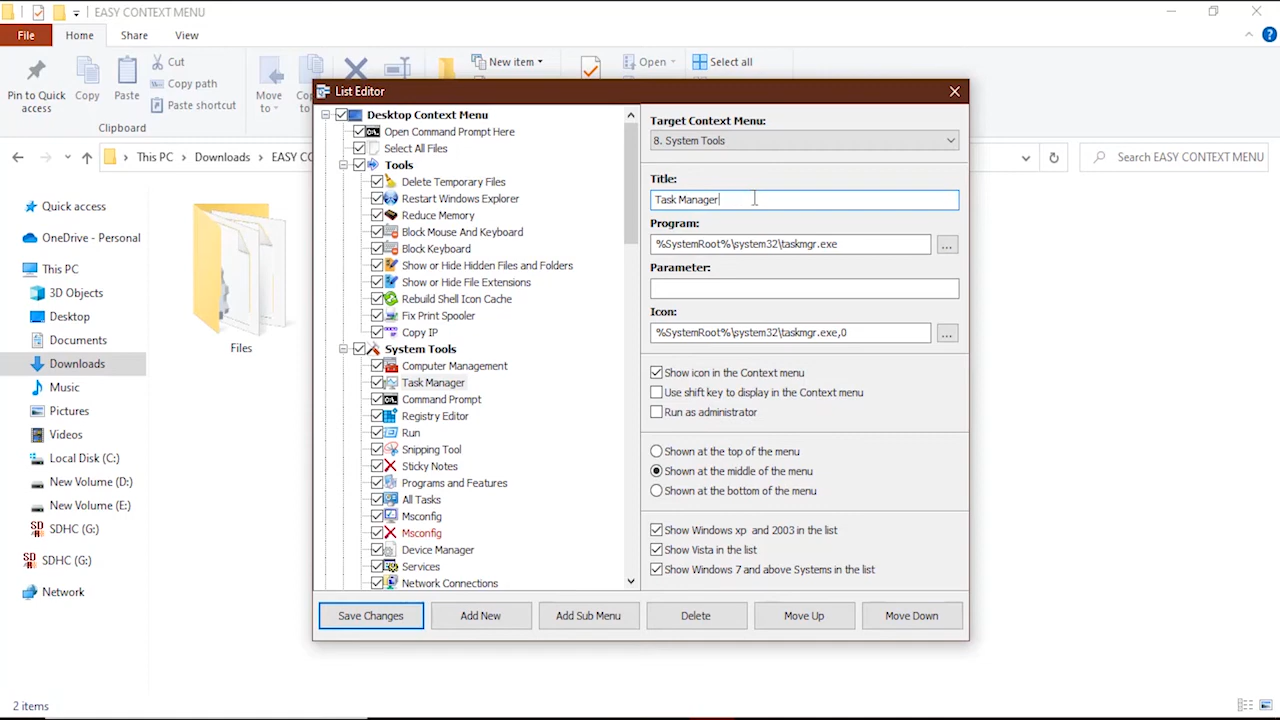 EASY CONTEXT MENU
File Home Share View
Pin to Quick access
Copy
Paste
Cut
Copy path
Paste shortcut
Clipboard
Move to
New item
Open
Select all
This PC Downloads
Search EASY CONTEXT MENU
Quick access
OneDrive - Personal
This PC
3D Objects
Desktop
Documents
Downloads
Music
Pictures
Videos
Local Disk (C:)
New Volume (D:)
New Volume (E:)
SDHC (G:)
SDHC (G:)
Network
Files
2 items
List Editor
Desktop Context Menu
Open Command Prompt Here
Select All Files
Tools
Delete Temporary Files
Restart Windows Explorer
Reduce Memory
Block Mouse And Keyboard
Block Keyboard
Show or Hide Hidden Files and Folders
Show or Hide File Extensions
Rebuild Shell Icon Cache
Fix Print Spooler
Copy IP
System Tools
Computer Management
Task Manager
Command Prompt
Registry Editor
Run
Snipping Tool
Sticky Notes
Programs and Features
All Tasks
Msconfig
Msconfig
Device Manager
Services
Network Connections
Target Context Menu:
8. System Tools
Title:
Task Manager
Program:
%SystemRoot%\system32\taskmgr.exe
...
Parameter:
Icon:
%SystemRoot%\system32\taskmgr.exe,0
...
Show icon in the Context menu
Use shift key to display in the Context menu
Run as administrator
Shown at the top of the menu
Shown at the middle of the menu
Shown at the bottom of the menu
Show Windows xp and 2003 in the list
Show Vista in the list
Show Windows 7 and above Systems in the list
Save Changes
Add New
Add Sub Menu
Delete
Move Up
Move Down